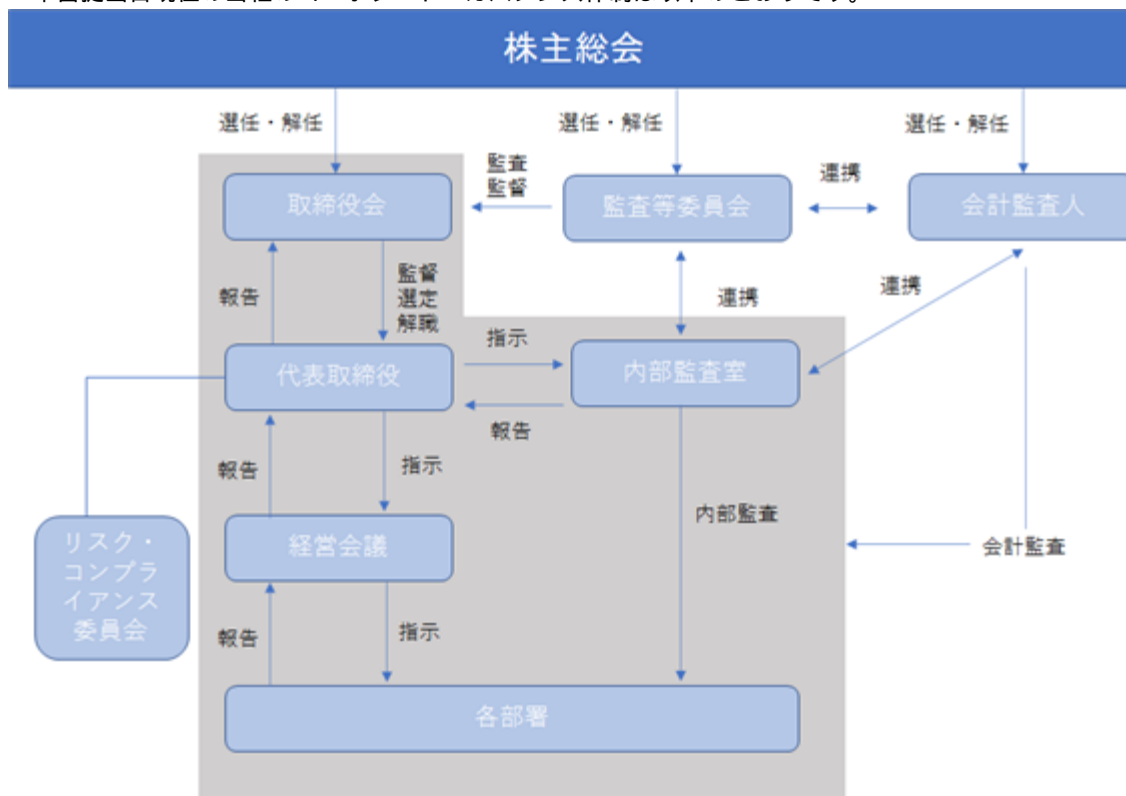 株主総会
選任・解任
選任・解任
選任・解任
監査
監督
連携
取締役会
監査等委員会
会計監査人
報告
監督
選定
解職
連携
連携
指示
代表取締役
内部監査室
報告
報告
指示
内部監査
リスク・
コンプラ
イアンス
委員会
経営会議
会計監査
報告
指示
各部署